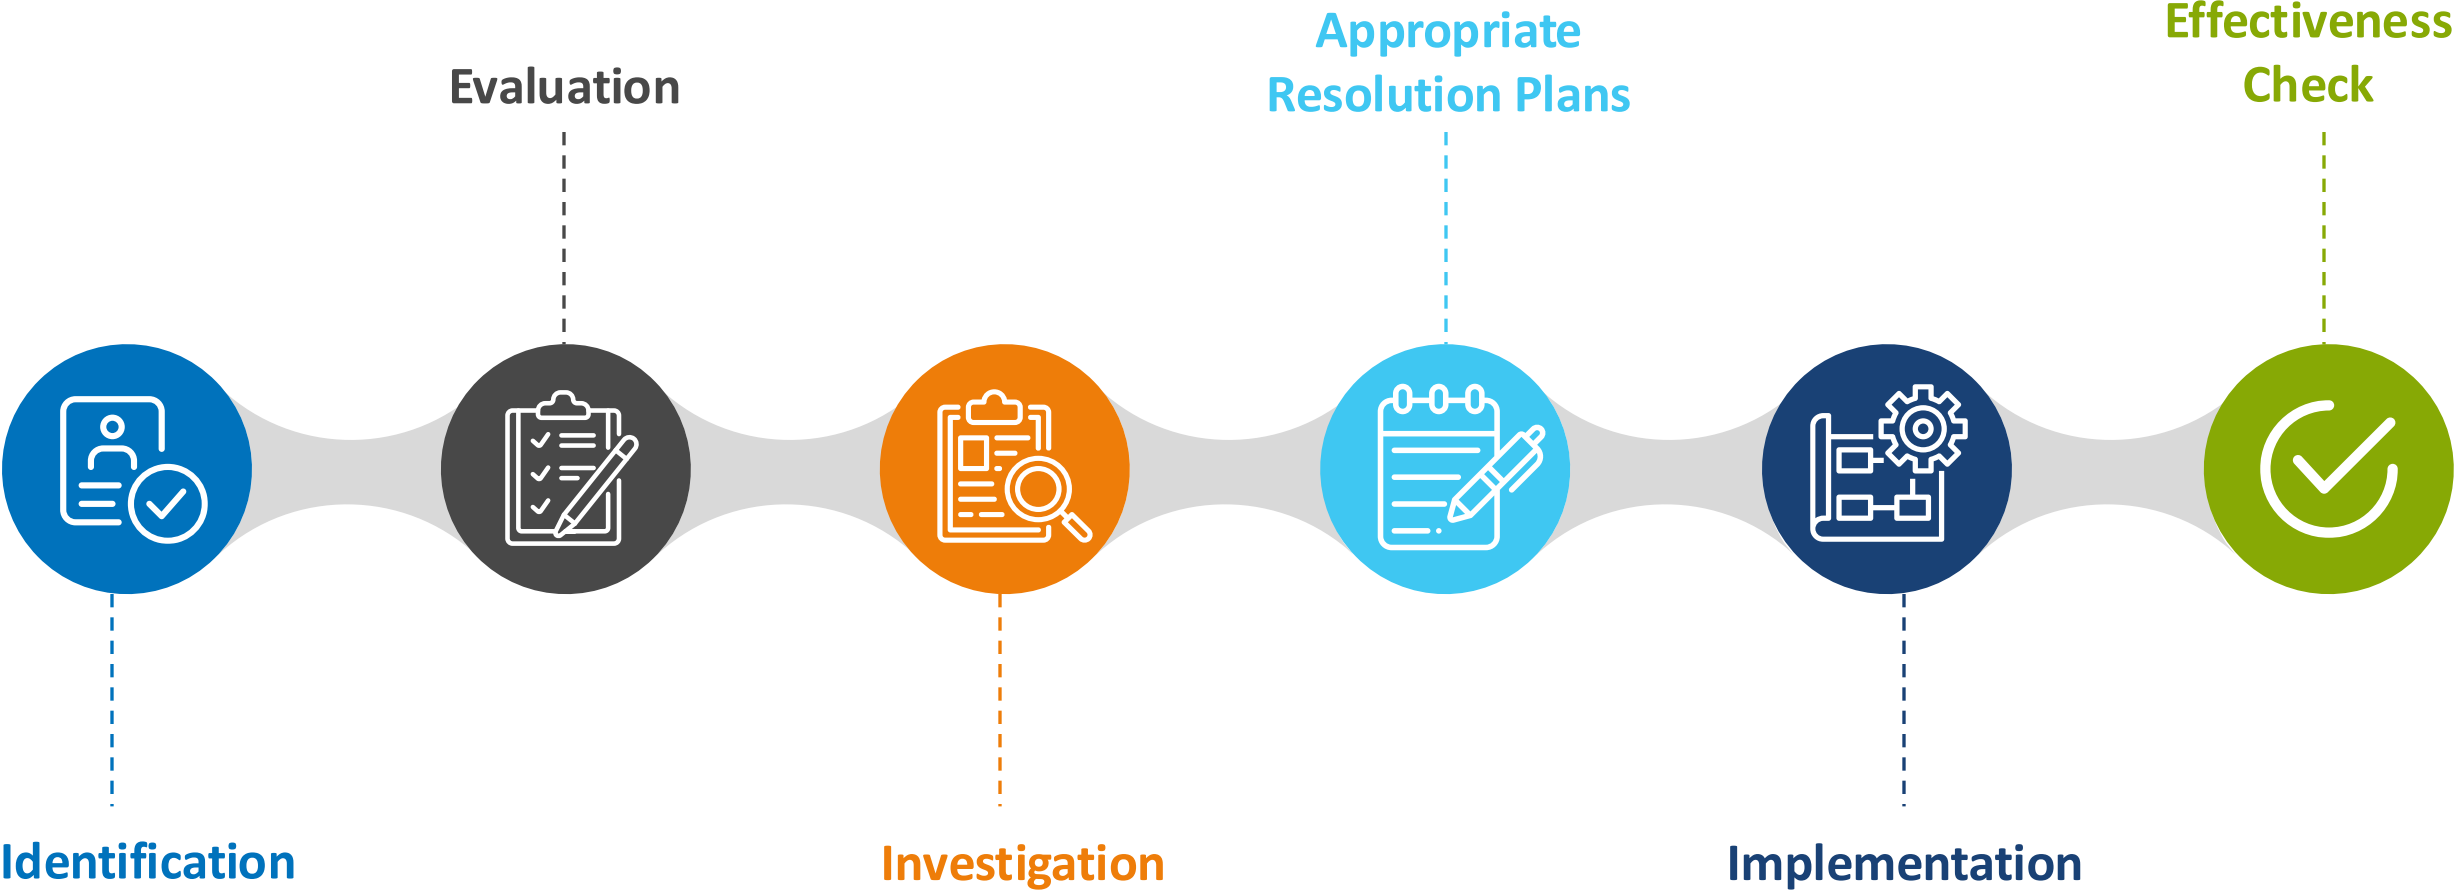 Identification
Evaluation
Investigation
Appropriate
Resolution Plans
Implementation
Effectiveness
Check